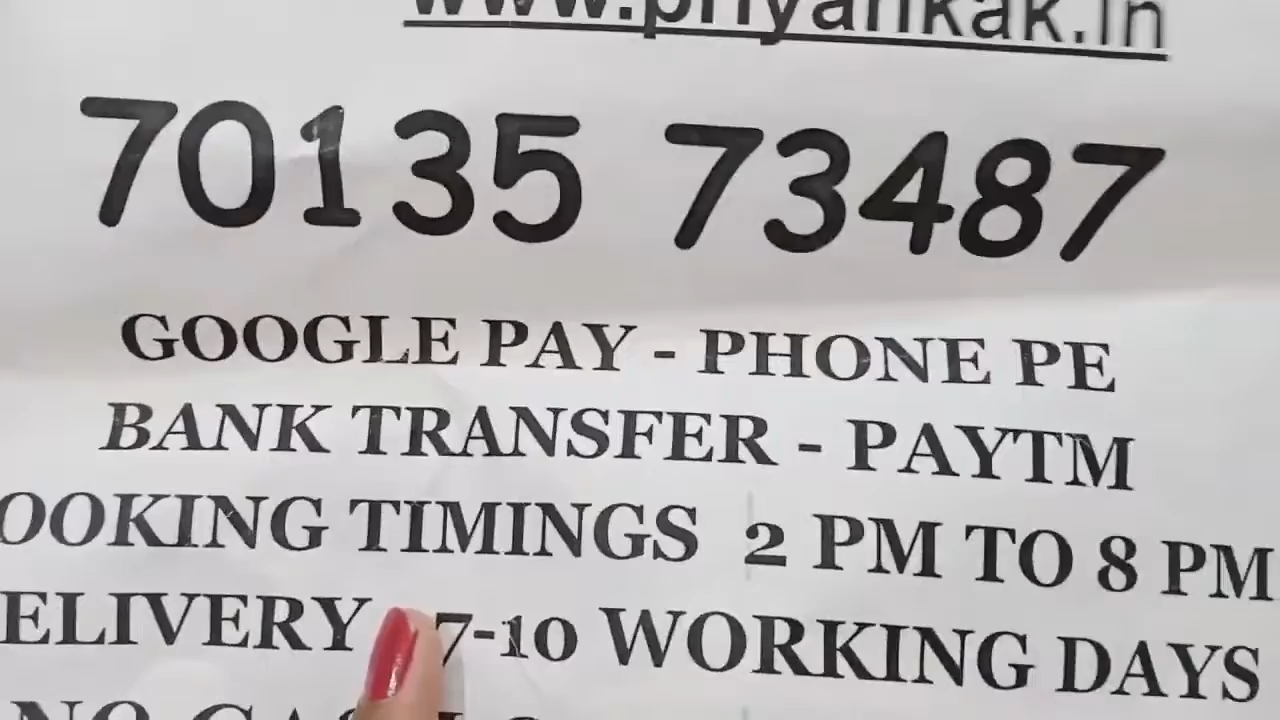 www.priyankak.in
70135 73487
GOOGLE PAY - PHONE PE
BANK TRANSFER - PAYTM
OOKING TIMINGS 2 PM TO 8 PM
ELIVERY 7-10 WORKING DAYS
NO